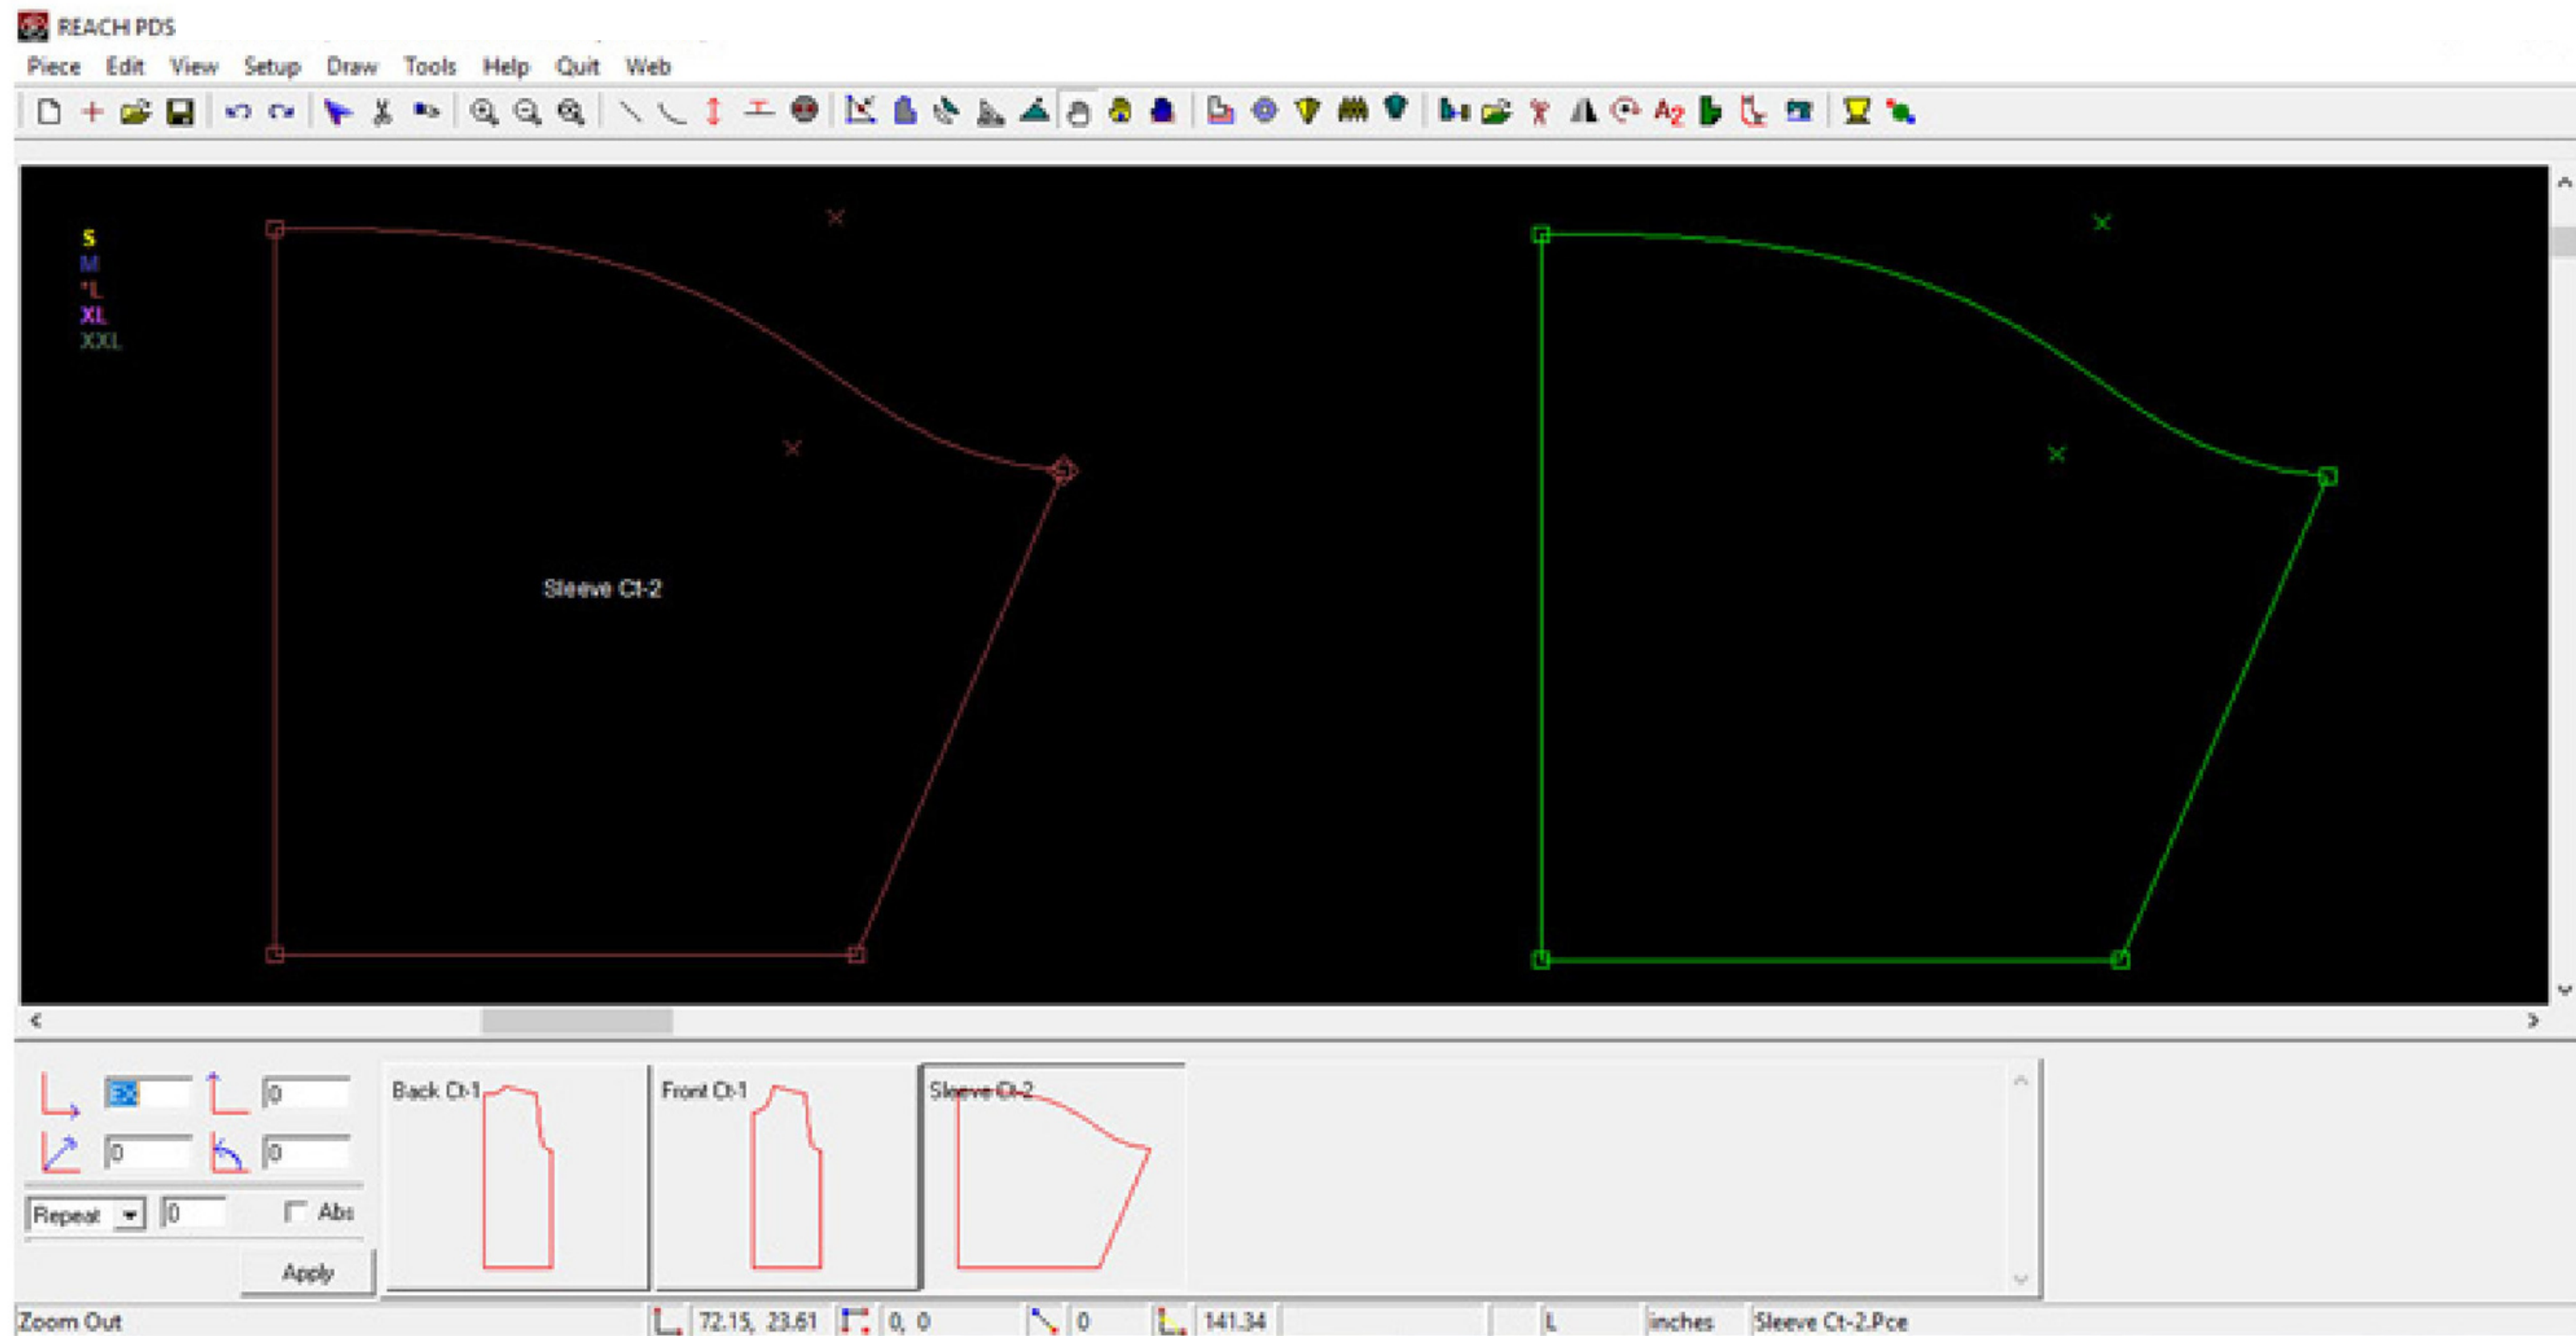 REACH PDS
Piece Edit View Setup Draw Tools Help Quit Web
A2
S
M
*L
XL
XXL
Sleeve Ct-2
EX 0
0 0
Repeat 0 Abs
Apply
Back Ct-1 Front Ct-1 Sleeve Ct-2
Zoom Out 72.15, 23.61 0, 0 0 141.34 L inches Sleeve Ct-2.Pce